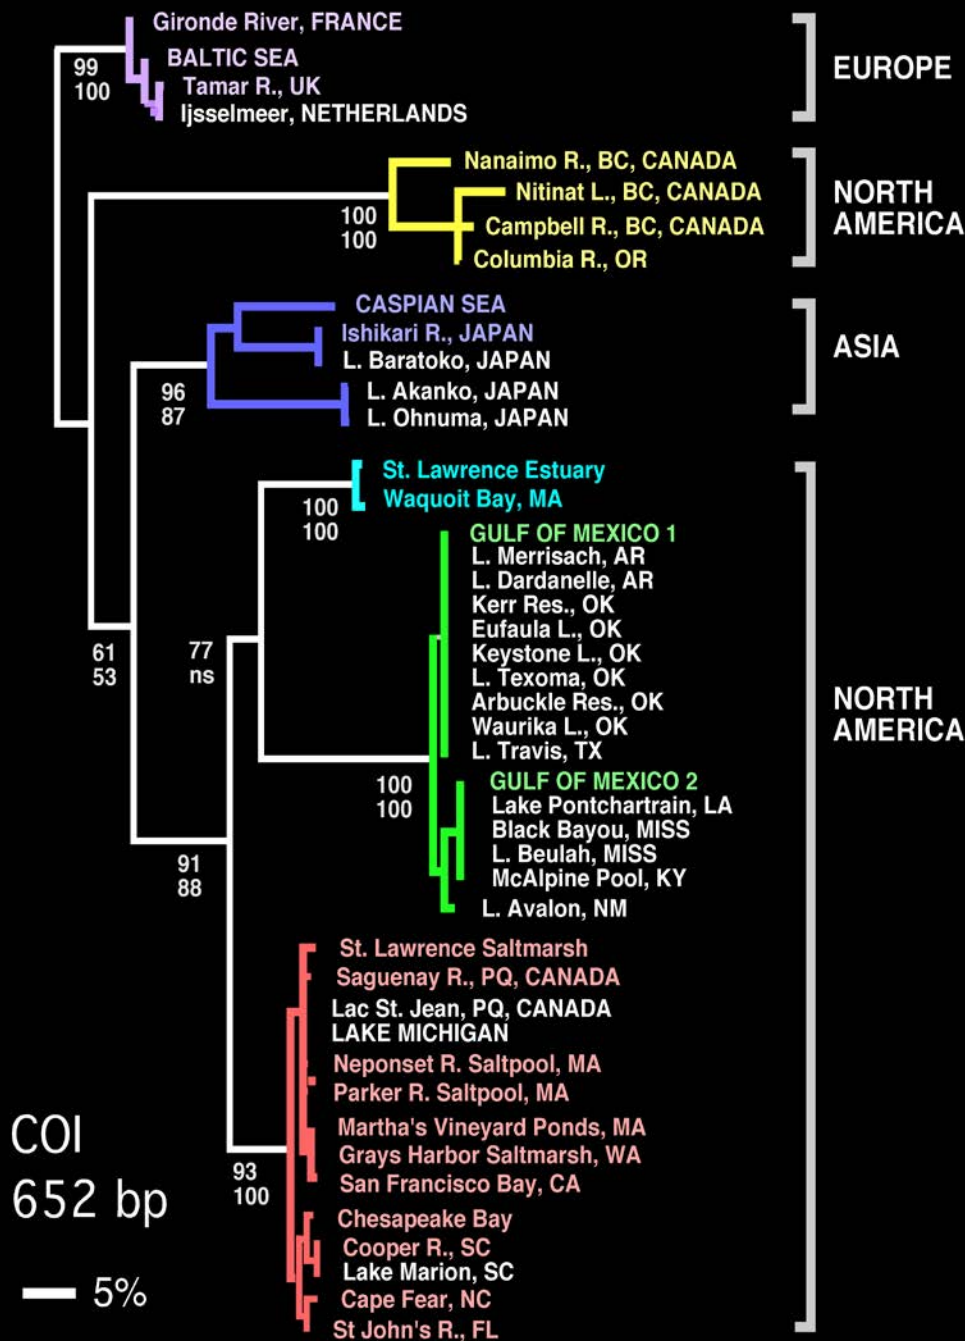 Gironde River, FRANCE
BALTIC SEA
Tamar R., UK
Ijsselmeer, NETHERLANDS
99
100
EUROPE
Nanaimo R., BC, CANADA
Nitinat L., BC, CANADA
Campbell R., BC, CANADA
Columbia R., OR
100
100
NORTH
AMERICA
CASPIAN SEA
Ishikari R., JAPAN
L. Baratoko, JAPAN
L. Akanko, JAPAN
L. Ohnuma, JAPAN
96
87
ASIA
St. Lawrence Estuary
Waquoit Bay, MA
100
100
GULF OF MEXICO 1
L. Merrisach, AR
L. Dardanelle, AR
Kerr Res., OK
Eufaula L., OK
Keystone L., OK
L. Texoma, OK
Arbuckle Res., OK
Waurika L., OK
L. Travis, TX
61
53
77
ns
NORTH
AMERICA
GULF OF MEXICO 2
Lake Pontchartrain, LA
Black Bayou, MISS
L. Beulah, MISS
McAlpine Pool, KY
L. Avalon, NM
100
100
91
88
St. Lawrence Saltmarsh
Saguenay R., PQ, CANADA
Lac St. Jean, PQ, CANADA
LAKE MICHIGAN
Neponset R. Saltpool, MA
Parker R. Saltpool, MA
Martha's Vineyard Ponds, MA
Grays Harbor Saltmarsh, WA
San Francisco Bay, CA
Chesapeake Bay
Cooper R., SC
Lake Marion, SC
Cape Fear, NC
St John's R., FL
93
100
COI
652 bp
5%